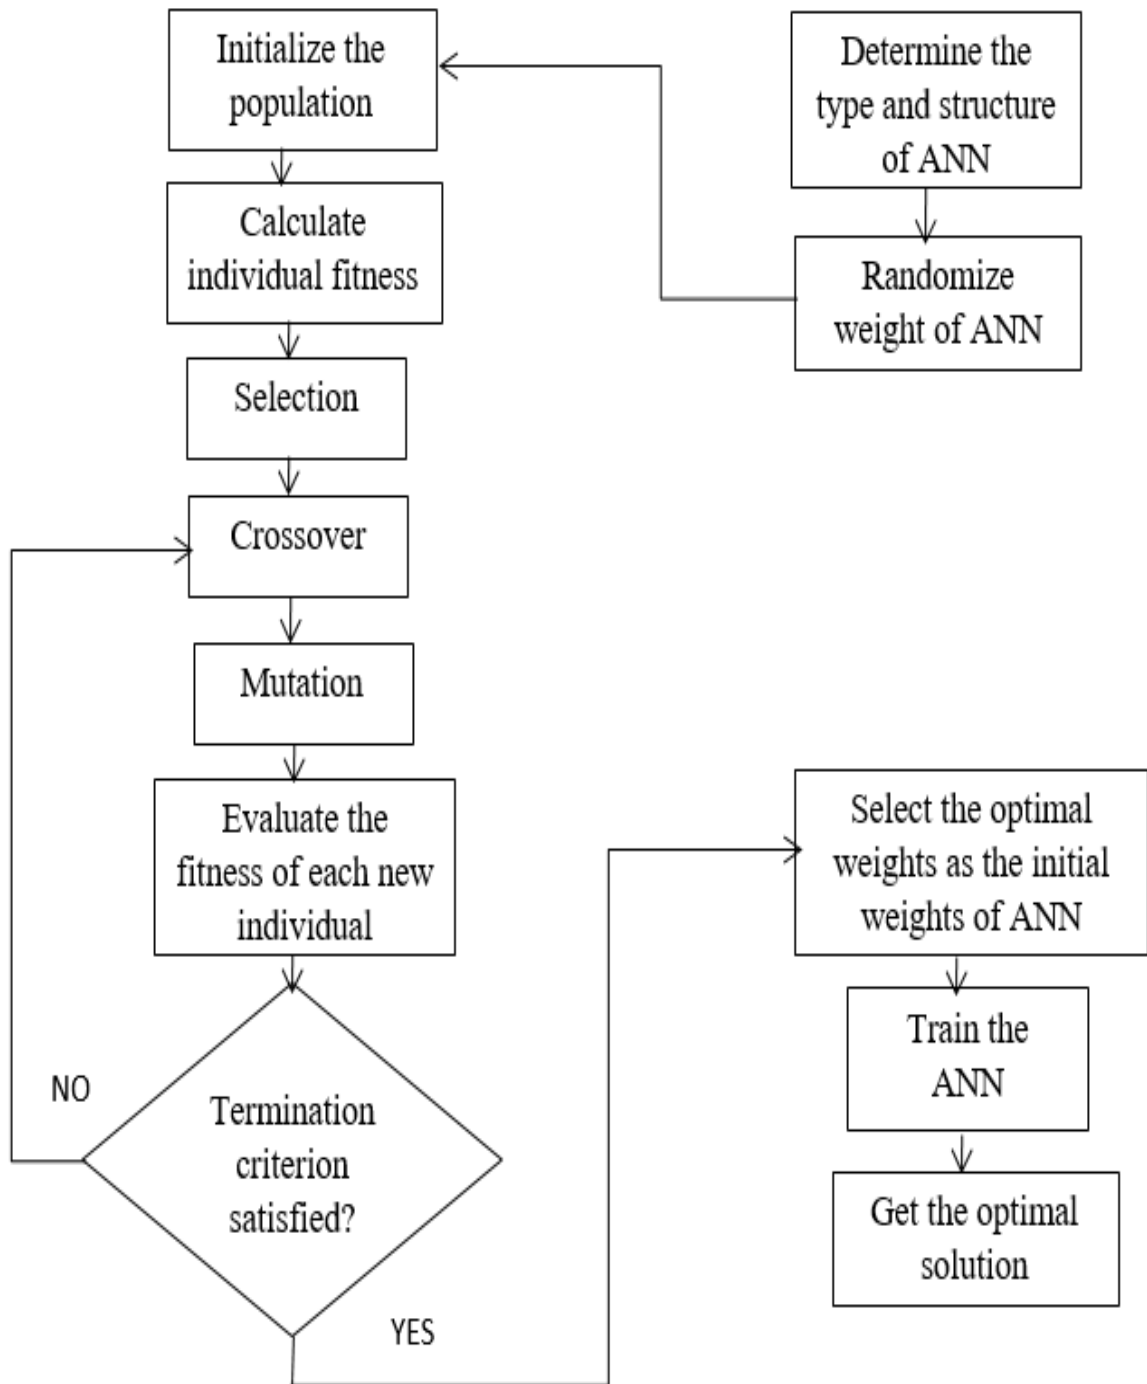 Initialize the
population
Determine the
type and structure
of ANN
Calculate
individual fitness
Randomize
weight of ANN
Selection
Crossover
Mutation
Evaluate the
fitness of each new
individual
Select the optimal
weights as the initial
weights of ANN
Train the
ANN
NO
Termination
criterion
satisfied?
Get the optimal
solution
YES